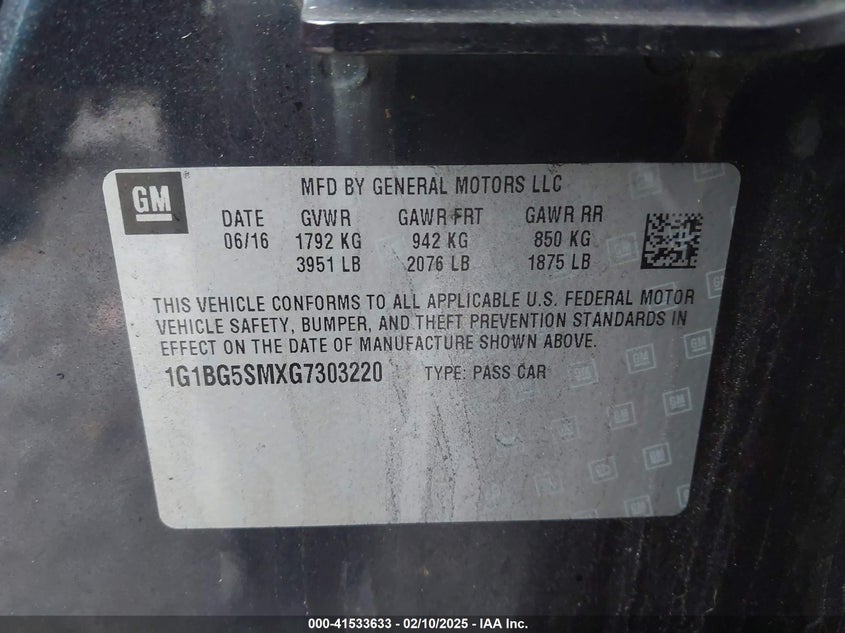 GM
MFD BY GENERAL MOTORS LLC
DATE GVWR GAWR FRT GAWR RR
06/16 1792 KG 942 KG 850 KG
3951 LB 2076 LB 1875 LB
THIS VEHICLE CONFORMS TO ALL APPLICABLE U.S. FEDERAL MOTOR
VEHICLE SAFETY, BUMPER, AND THEFT PREVENTION STANDARDS IN
EFFECT ON THE DATE OF MANUFACTURE SHOWN ABOVE.
1G1BG5SMXG7303220 TYPE: PASS CAR
000-41533633 - 02/10/2025 - IAA Inc.